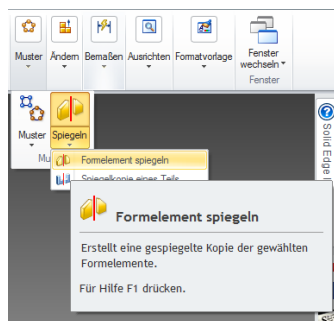 Muster Ändern Bemaßen Ausrichten Formatvorlage Fenster wechseln
Fenster
Muster Spiegeln
Mu
Formelement spiegeln
Spiegelkopie eines Teils
Solid Edge
Formelement spiegeln
Erstellt eine gespiegelte Kopie der gewählten
Formelemente.
Für Hilfe F1 drücken.